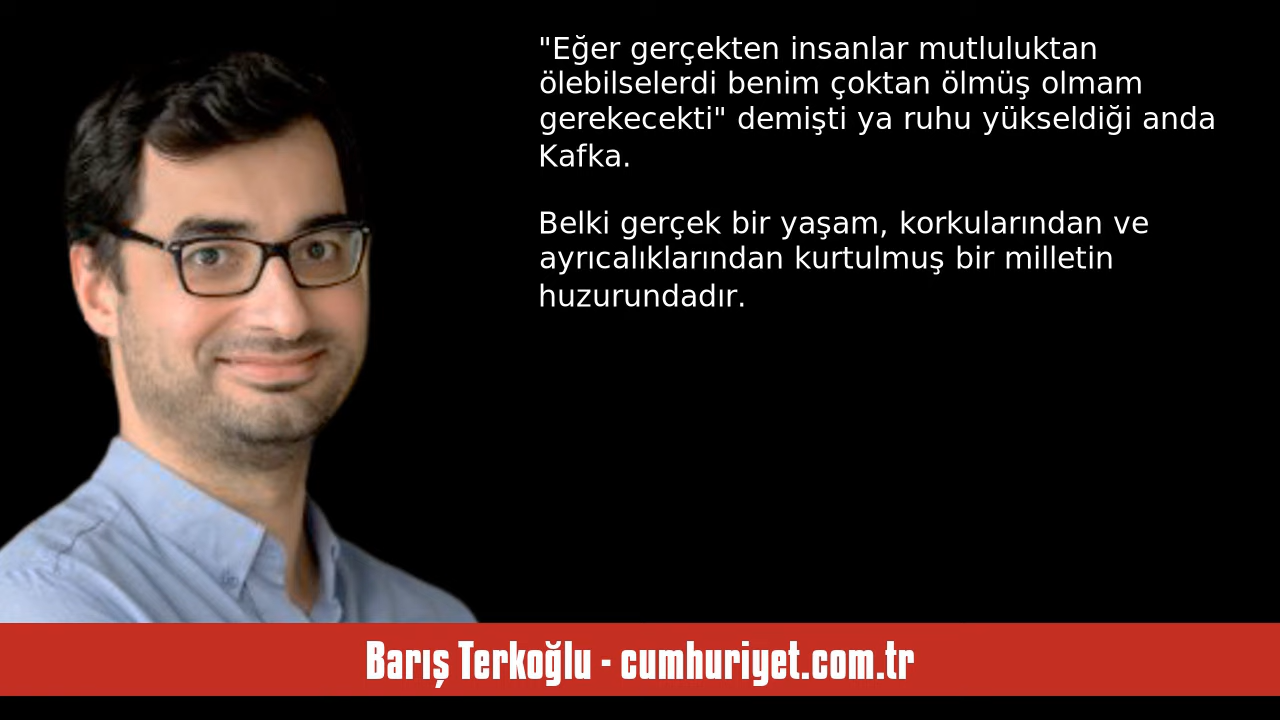 "Eğer gerçekten insanlar mutluluktan
ölebilselerdi benim çoktan ölmüş olmam
gerekecekti" demişti ya ruhu yükseldiği anda
Kafka.
Belki gerçek bir yaşam, korkularından ve
ayrıcalıklarından kurtulmuş bir milletin
huzurundadır.
Barış Terkoğlu - cumhuriyet.com.tr